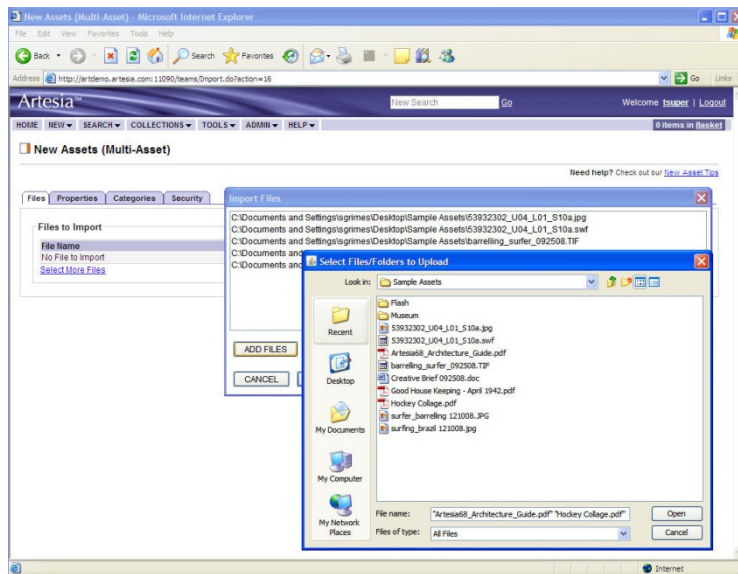 New Assets (Multi-Asset) - Microsoft Internet Explorer
File Edit View Favorites Tools Help
Back Search Favorites
Address http://artdemo.artesia.com:11090/teams/Import.do?action=16 Go Links
Artesia™ New Search Go Welcome tsuper | Logout
HOME NEW SEARCH COLLECTIONS TOOLS ADMIN HELP 0 items in Basket
New Assets (Multi-Asset)
Need help? Check out our New Asset Tips
Files Properties Categories Security
Files to Import
File Name
No File to Import
Select More Files
Import Files
C:\Documents and Settings\sgrimes\Desktop\Sample Assets\53932302_U04_L01_S10a.jpg
C:\Documents and Settings\sgrimes\Desktop\Sample Assets\53932302_U04_L01_S10a.swf
C:\Documents and Settings\sgrimes\Desktop\Sample Assets\barrelling_surfer_092508.TIF
C:\Documents and
C:\Documents and
ADD FILES
CANCEL
Select Files/Folders to Upload
Look in: Sample Assets
Recent
Desktop
My Documents
My Computer
My Network Places
Flash
Museum
53932302_U04_L01_S10a.jpg
53932302_U04_L01_S10a.swf
Artesia68_Architecture_Guide.pdf
barrelling_surfer_092508.TIF
Creative Brief 092508.doc
Good House Keeping - April 1942.pdf
Hockey Collage.pdf
surfer_barreling 121008.JPG
surfing_brazil 121008.jpg
File name: "Artesia68_Architecture_Guide.pdf" "Hockey Collage.pdf" Open
Files of type: All Files Cancel
Internet